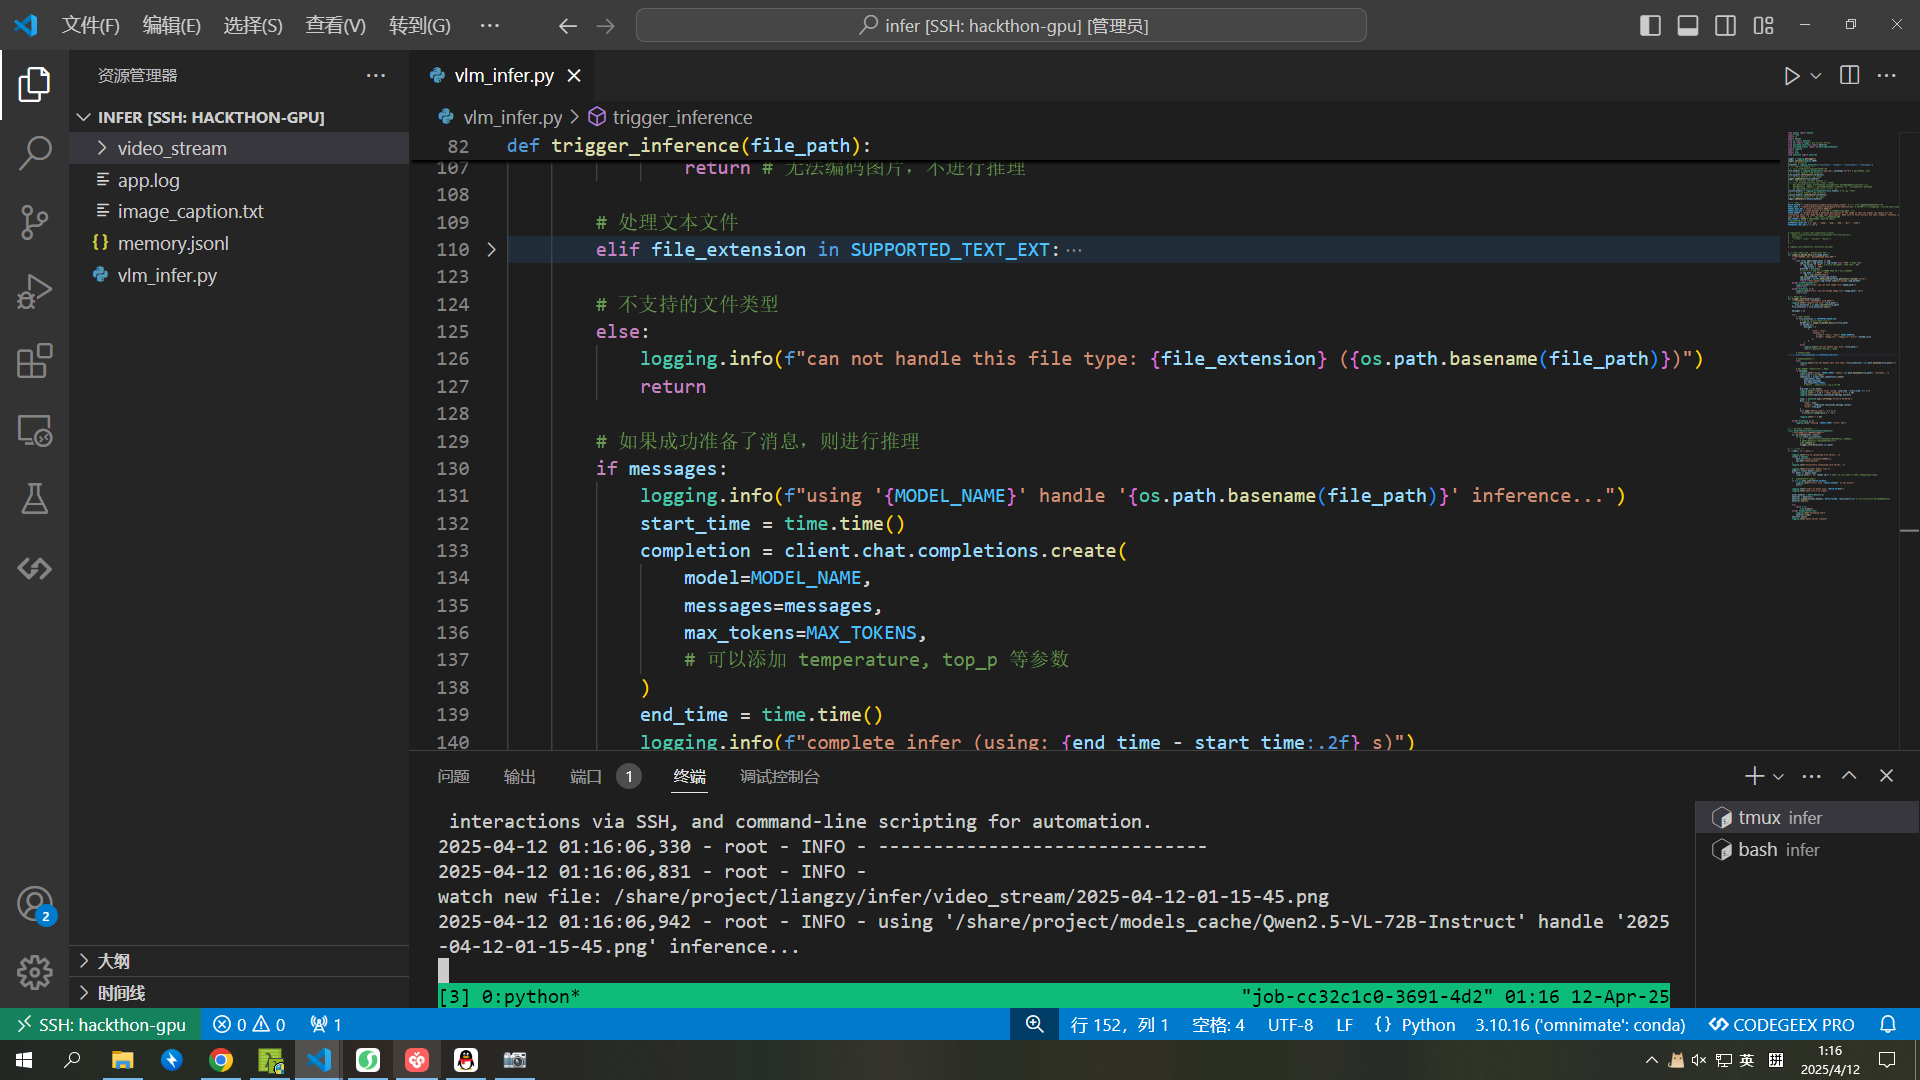 文件(F) 编辑(E) 选择(S) 查看(V) 转到(G) ··· infer [SSH: hackthon-gpu] [管理员]
资源管理器 ···
INFER [SSH: HACKTHON-GPU]
video_stream
app.log
image_caption.txt
{} memory.jsonl
vlm_infer.py
大纲
时间线
2
vlm_infer.py
vlm_infer.py > trigger_inference
82 def trigger_inference(file_path):
107 return # 无法编码图片，不进行推理
108
109 # 处理文本文件
110 elif file_extension in SUPPORTED_TEXT_EXT:···
123
124 # 不支持的文件类型
125 else:
126 logging.info(f"can not handle this file type: {file_extension} ({os.path.basename(file_path)})")
127 return
128
129 # 如果成功准备了消息，则进行推理
130 if messages:
131 logging.info(f"using '{MODEL_NAME}' handle '{os.path.basename(file_path)}' inference...")
132 start_time = time.time()
133 completion = client.chat.completions.create(
134 model=MODEL_NAME,
135 messages=messages,
136 max_tokens=MAX_TOKENS,
137 # 可以添加 temperature, top_p 等参数
138 )
139 end_time = time.time()
140 logging.info(f"complete infer (using: {end_time - start_time:.2f} s)")
问题 输出 端口 1 终端 调试控制台
interactions via SSH, and command-line scripting for automation.
2025-04-12 01:16:06,330 - root - INFO - ------------------------------
2025-04-12 01:16:06,831 - root - INFO -
watch new file: /share/project/liangzy/infer/video_stream/2025-04-12-01-15-45.png
2025-04-12 01:16:06,942 - root - INFO - using '/share/project/models_cache/Qwen2.5-VL-72B-Instruct' handle '2025
-04-12-01-15-45.png' inference...
[3] 0:python* "job-cc32c1c0-3691-4d2" 01:16 12-Apr-25
tmux infer
bash infer
SSH: hackthon-gpu 0 0 1 行 152，列 1 空格: 4 UTF-8 LF {} Python 3.10.16 ('omnimate': conda) CODEGEEX PRO
英 拼 1:16
2025/4/12